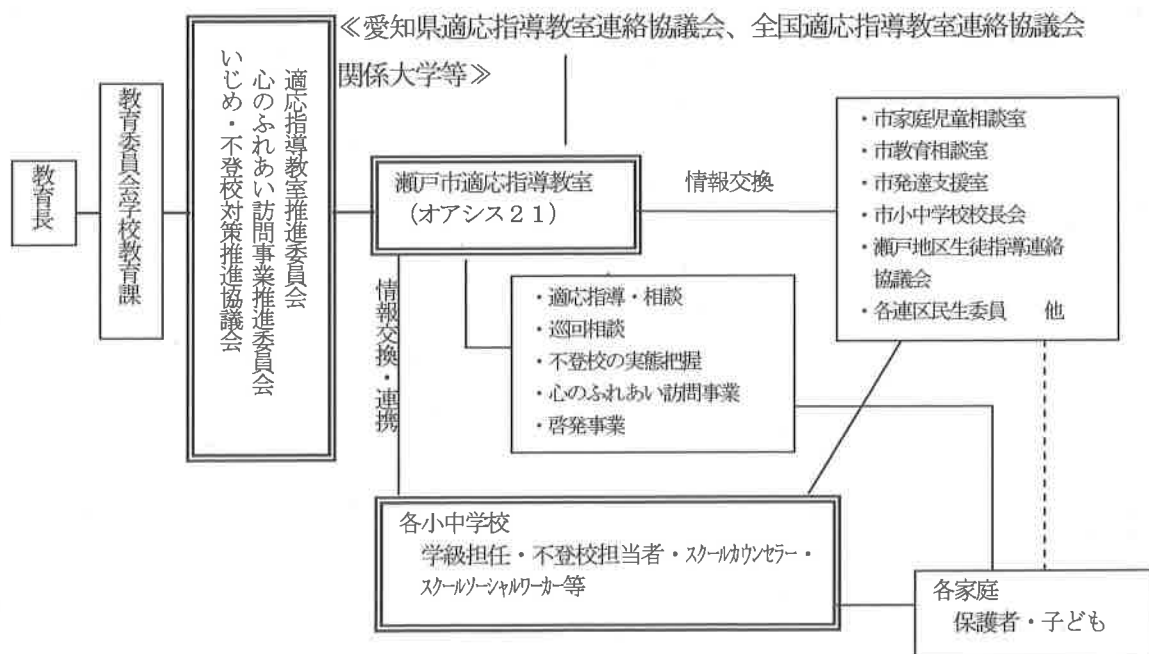 ≪愛知県適応指導教室連絡協議会、全国適応指導教室連絡協議会
関係大学等≫
教育長
教育委員会学校教育課
適応指導教室推進委員会
心のふれあい訪問事業推進委員会
いじめ・不登校対策推進協議会
瀬戸市適応指導教室
(オアシス２１)
情報交換
・市家庭児童相談室
・市教育相談室
・市発達支援室
・市小中学校校長会
・瀬戸地区生徒指導連絡
協議会
・各連区民生委員　他
情報交換・連携
・適応指導・相談
・巡回相談
・不登校の実態把握
・心のふれあい訪問事業
・啓発事業
各小中学校
学級担任・不登校担当者・スクールカウンセラー・
スクールソーシャルワーカー等
各家庭
保護者・子ども